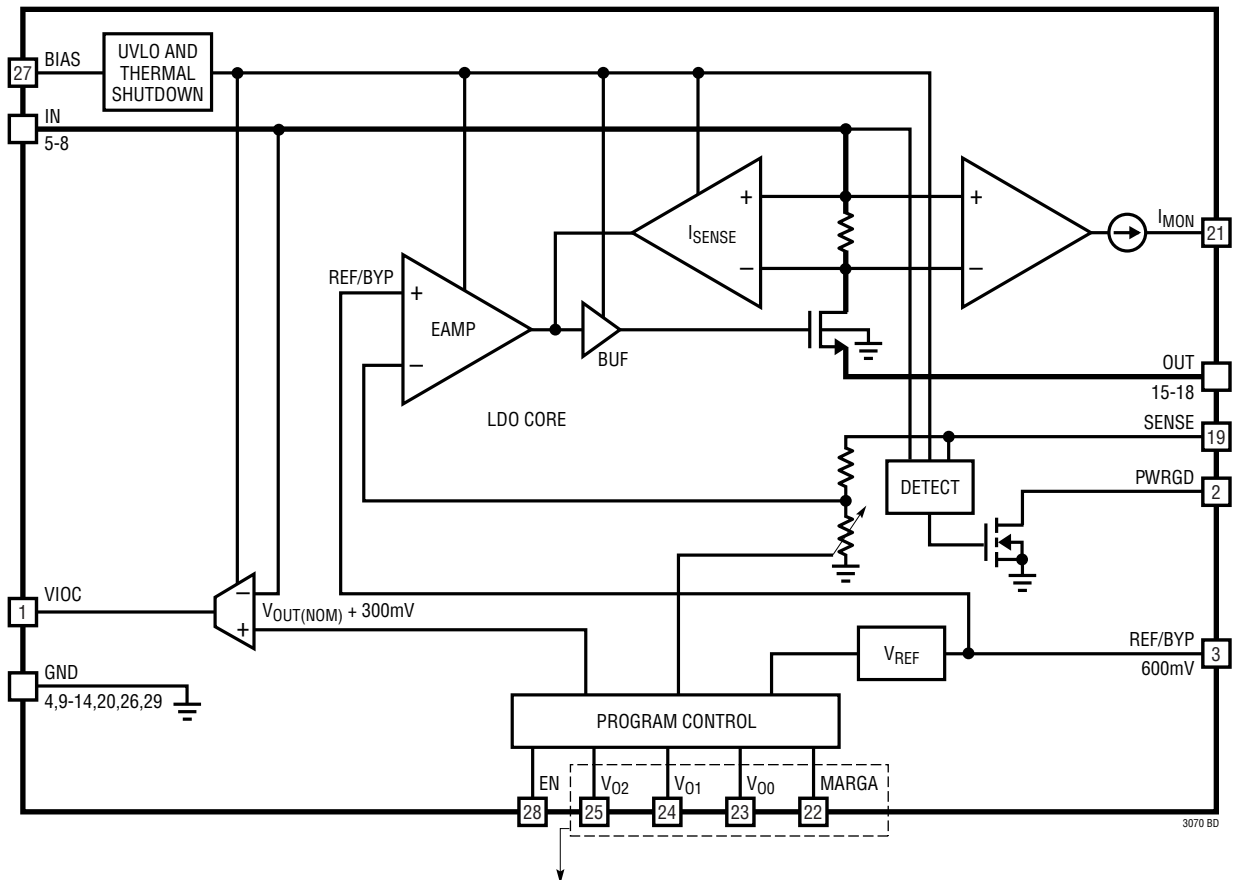 27 BIAS
UVLO AND
THERMAL
SHUTDOWN
IN
5-8
+
ISENSE
–
+
–
IMON
21
REF/BYP
+
EAMP
–
BUF
LDO CORE
OUT
15-18
SENSE
19
DETECT
PWRGD
2
VIOC
1
–
+
VOUT(NOM) + 300mV
VREF
REF/BYP
3
600mV
GND
4,9-14,20,26,29
PROGRAM CONTROL
EN
VO2
VO1
VO0
MARGA
28
25
24
23
22
3070 BD